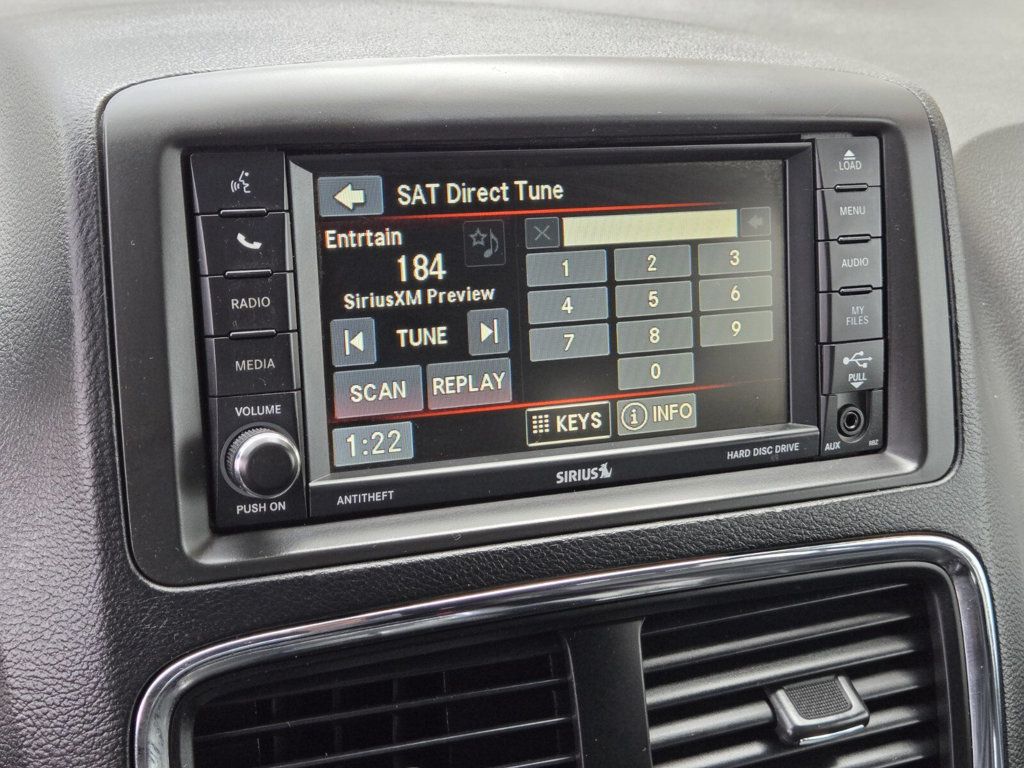 LOAD
SAT Direct Tune
MENU
Entrtain
1 2 3
184
RADIO
AUDIO
SiriusXM Preview
4 5 6
MY
FILES
TUNE
7 8 9
MEDIA
SCAN REPLAY
0
PULL
VOLUME
1:22
KEYS
i INFO
AUX
RBZ
HARD DISC DRIVE
SIRIUS
ANTITHEFT
PUSH ON